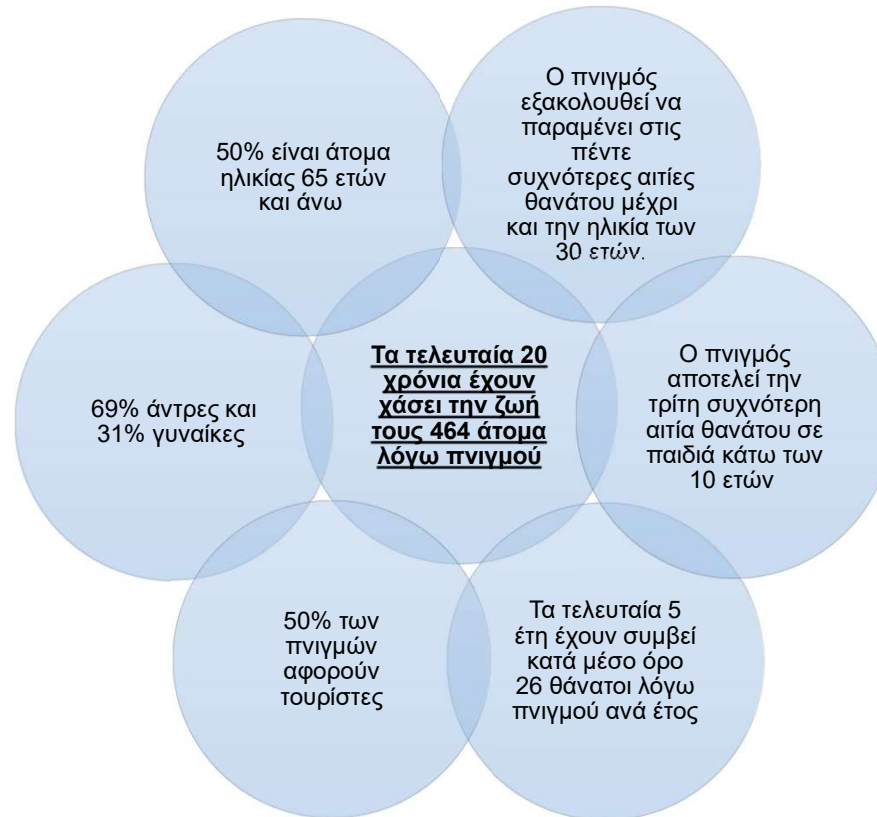 50% είναι άτομα
ηλικίας 65 ετών
και άνω
Ο πνιγμός
εξακολουθεί να
παραμένει στις
πέντε
συχνότερες αιτίες
θανάτου μέχρι
και την ηλικία των
30 ετών.
69% άντρες και
31% γυναίκες
Τα τελευταία 20
χρόνια έχουν
χάσει την ζωή
τους 464 άτομα
λόγω πνιγμού
Ο πνιγμός
αποτελεί την
τρίτη συχνότερη
αιτία θανάτου σε
παιδιά κάτω των
10 ετών
50% των
πνιγμών
αφορούν
τουρίστες
Τα τελευταία 5
έτη έχουν συμβεί
κατά μέσο όρο
26 θάνατοι λόγω
πνιγμού ανά έτος